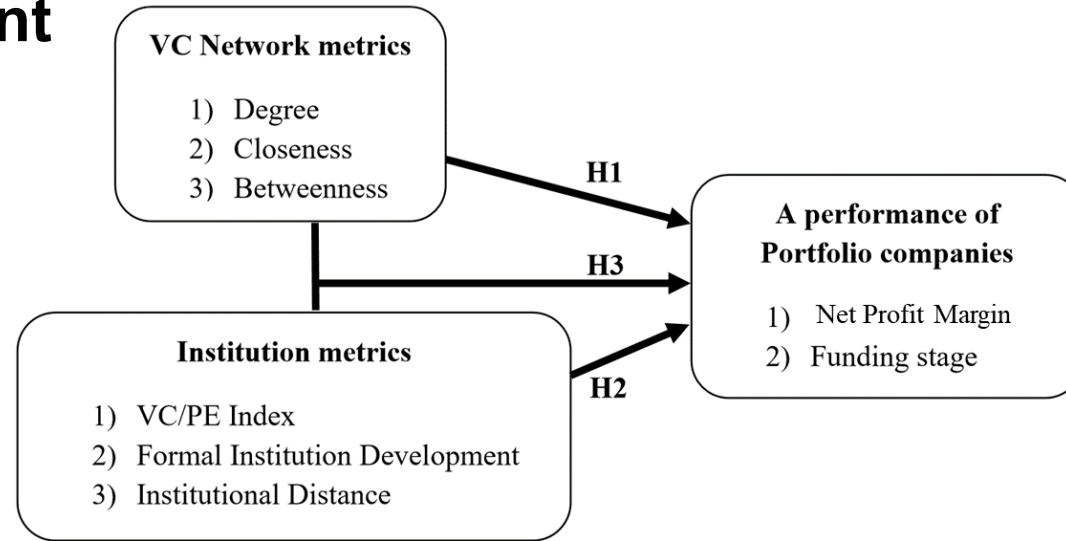 nt
VC Network metrics
1) Degree
2) Closeness
3) Betweenness
H1
A performance of
Portfolio companies
1) Net Profit Margin
2) Funding stage
H3
H2
Institution metrics
1) VC/PE Index
2) Formal Institution Development
3) Institutional Distance